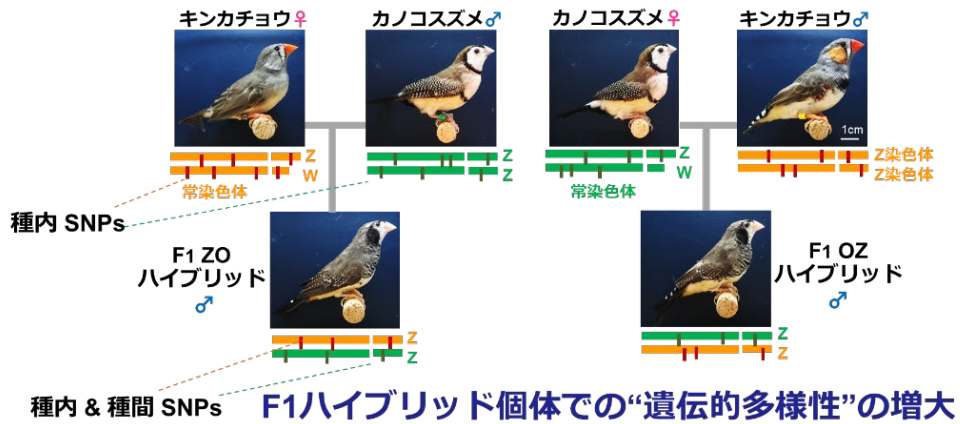 キンカチョウ♀
カノコスズメ♂
カノコスズメ♀
キンカチョウ♂
1cm
Z
W
常染色体
Z
Z
Z
W
常染色体
Z染色体
Z染色体
種内 SNPs
F1 ZO
ハイブリッド
♂
F1 OZ
ハイブリッド
♂
Z
Z
Z
Z
種内 & 種間 SNPs
F1ハイブリッド個体での“遺伝的多様性”の増大